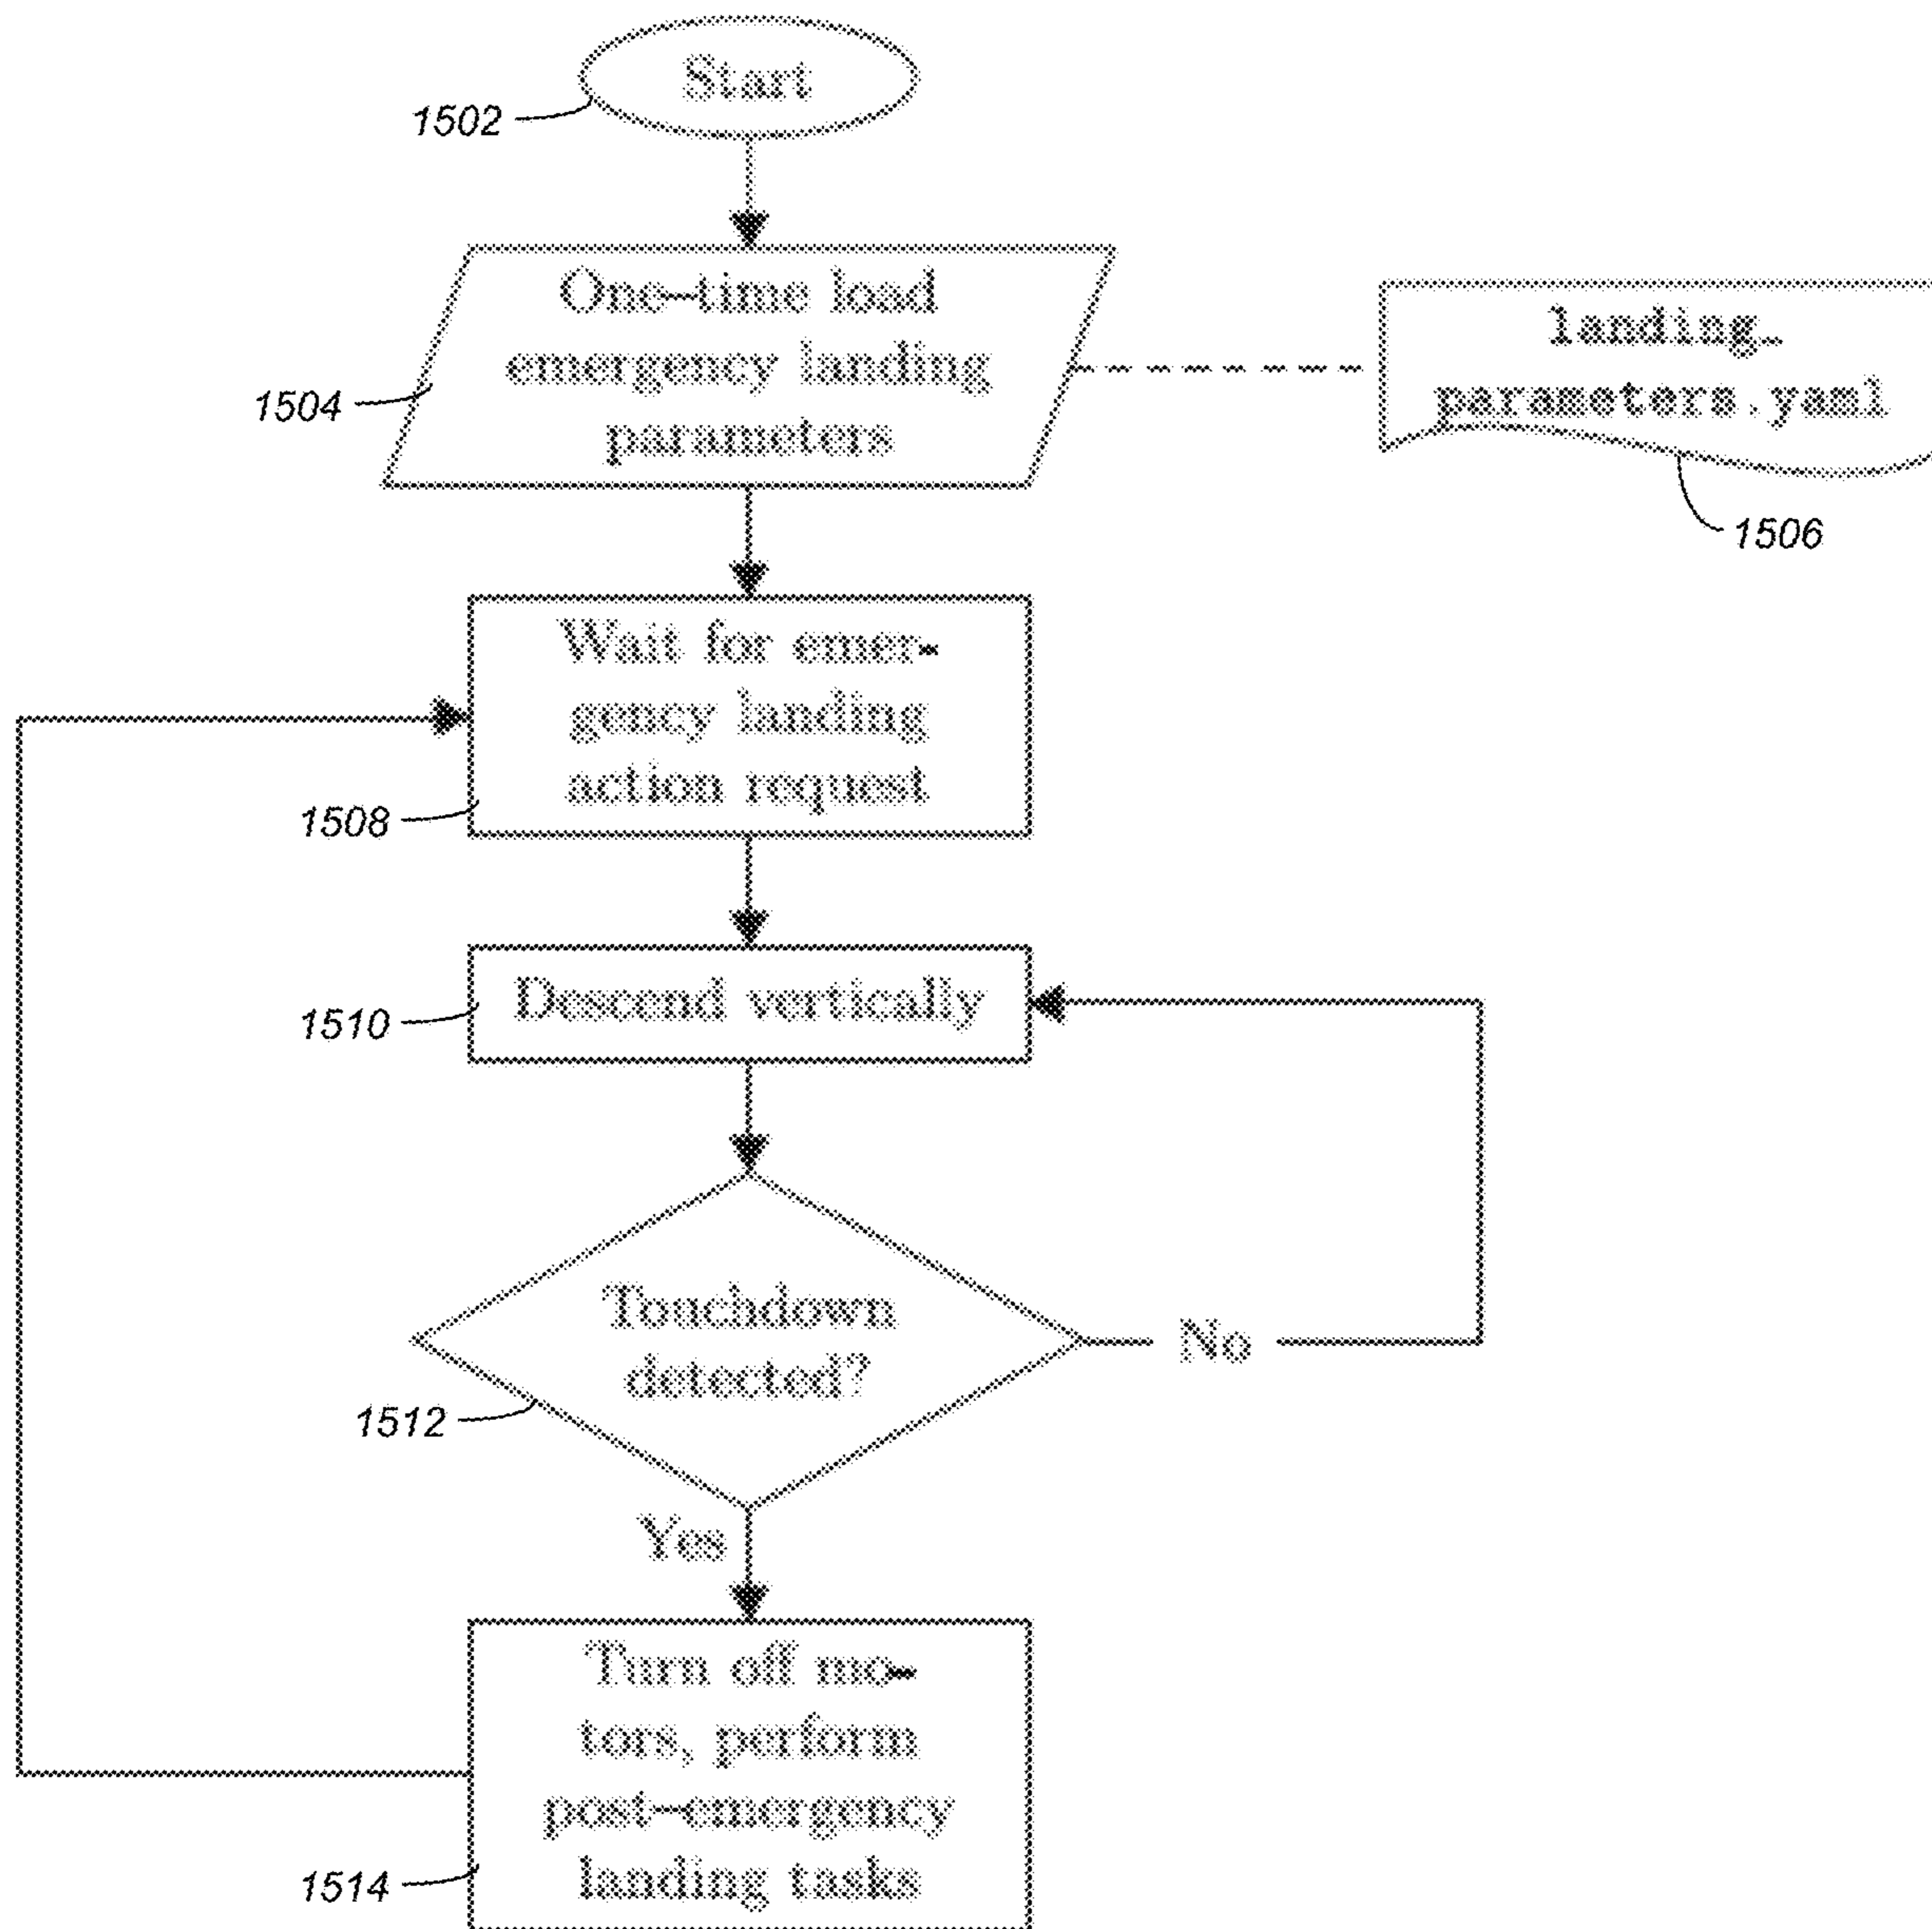 Start
1502
One-time load
emergency landing
parameters
1504
landing_
parameters.yaml
1506
Wait for emer-
gency landing
action request
1508
Descend vertically
1510
Touchdown
detected?
1512
No
Yes
Turn off mo-
tors, perform
post-emergency
landing tasks
1514